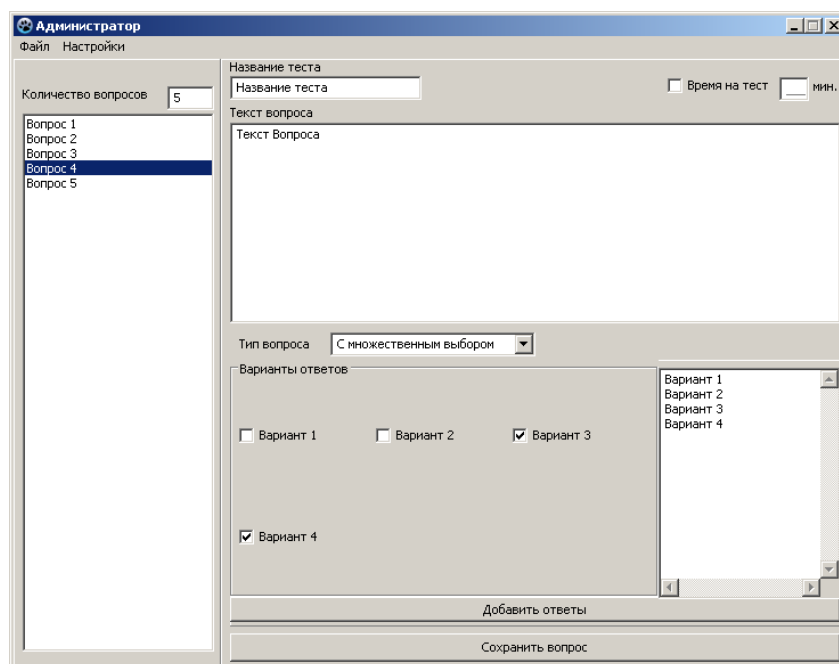 Администратор
Файл Настройки
Количество вопросов 5
Вопрос 1
Вопрос 2
Вопрос 3
Вопрос 4
Вопрос 5
Название теста
Название теста
Время на тест __ мин.
Текст вопроса
Текст Вопроса
Тип вопроса С множественным выбором
Варианты ответов
Вариант 1 Вариант 2 Вариант 3
Вариант 4
Вариант 1
Вариант 2
Вариант 3
Вариант 4
Добавить ответы
Сохранить вопрос